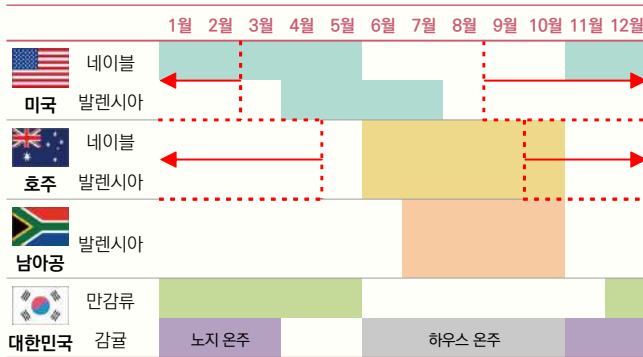 1월 2월 3월 4월 5월 6월 7월 8월 9월 10월 11월 12월
네이블
미국 발렌시아
네이블
호주 발렌시아
남아공 발렌시아
만감류
대한민국 감귤 노지 온주 하우스 온주